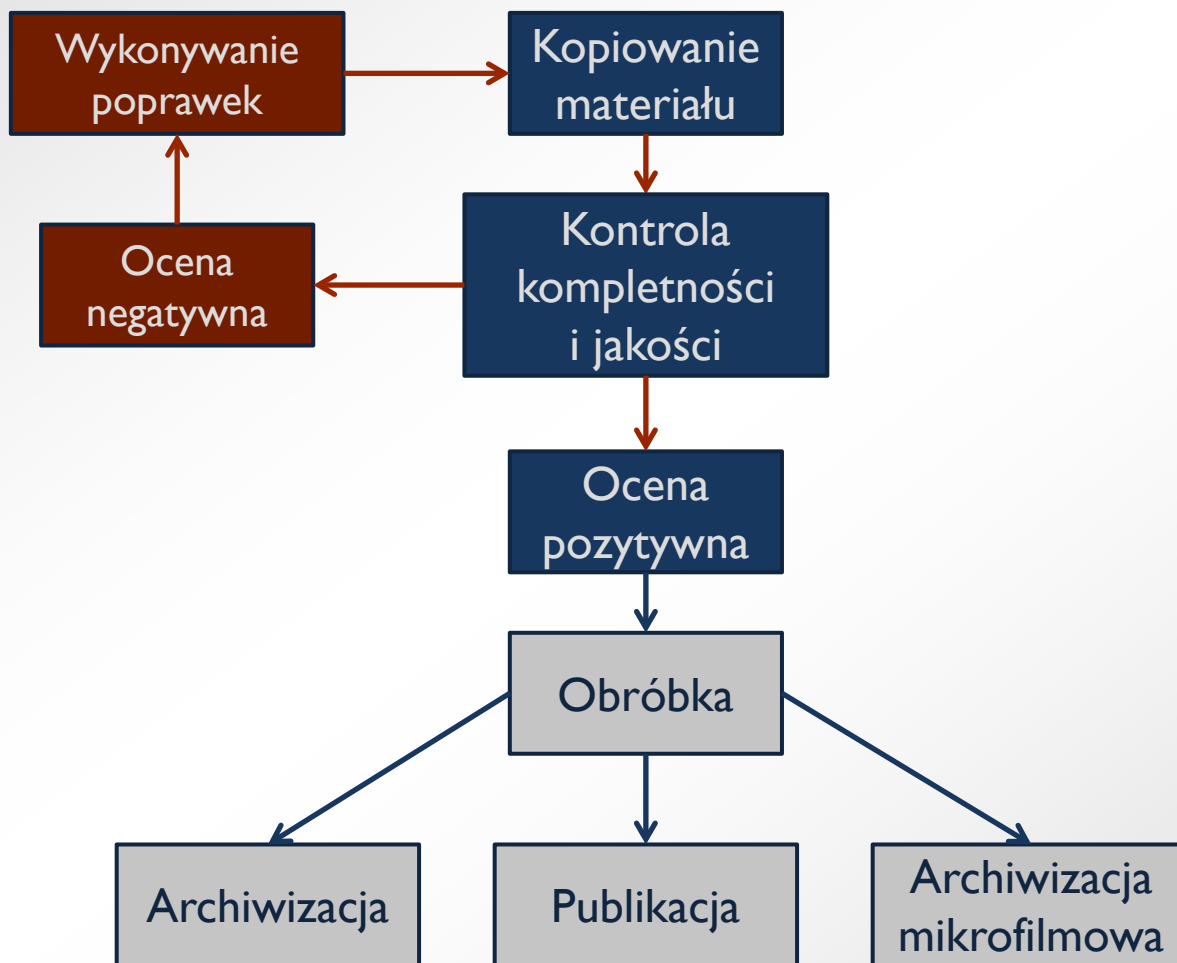 Wykonywanie
poprawek
Kopiowanie
materiału
Kontrola
kompletności
i jakości
Ocena
negatywna
Ocena
pozytywna
Obróbka
Archiwizacja
Publikacja
Archiwizacja
mikrofilmowa